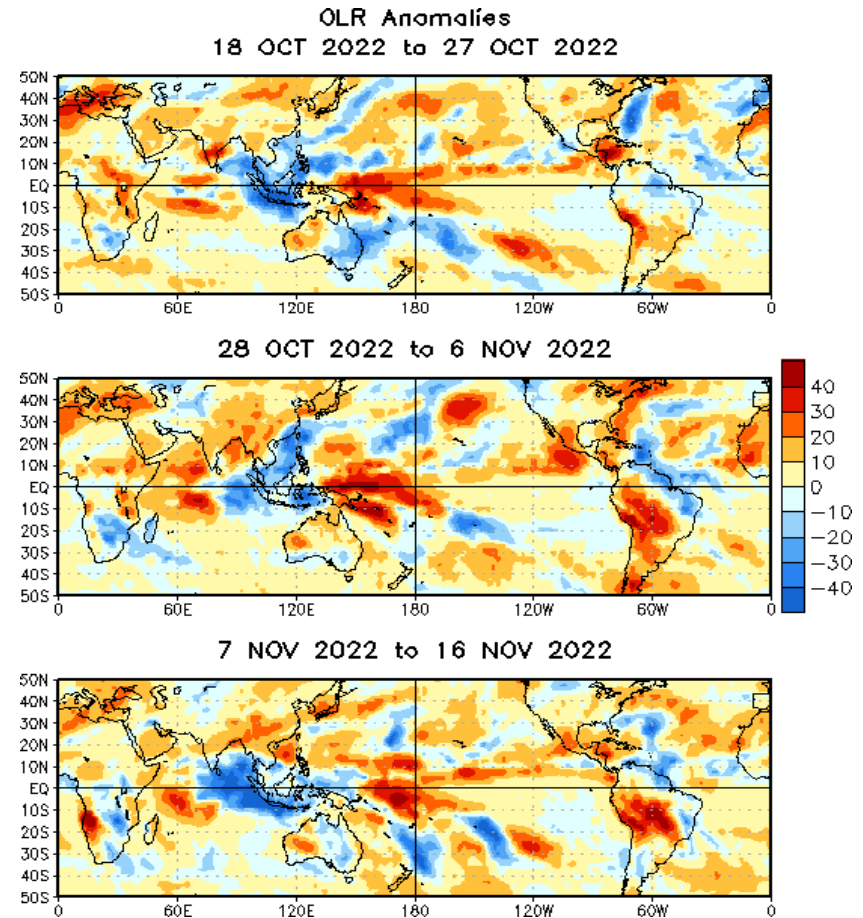 OLR Anomalies
18 OCT 2022 to 27 OCT 2022
50N
40N
30N
20N
10N
EQ
10S
20S
30S
40S
50S
0 60E 120E 180 120W 60W 0
28 OCT 2022 to 6 NOV 2022
50N
40N
30N
20N
10N
EQ
10S
20S
30S
40S
50S
0 60E 120E 180 120W 60W 0
40
30
20
10
0
-10
-20
-30
-40
7 NOV 2022 to 16 NOV 2022
50N
40N
30N
20N
10N
EQ
10S
20S
30S
40S
50S
0 60E 120E 180 120W 60W 0